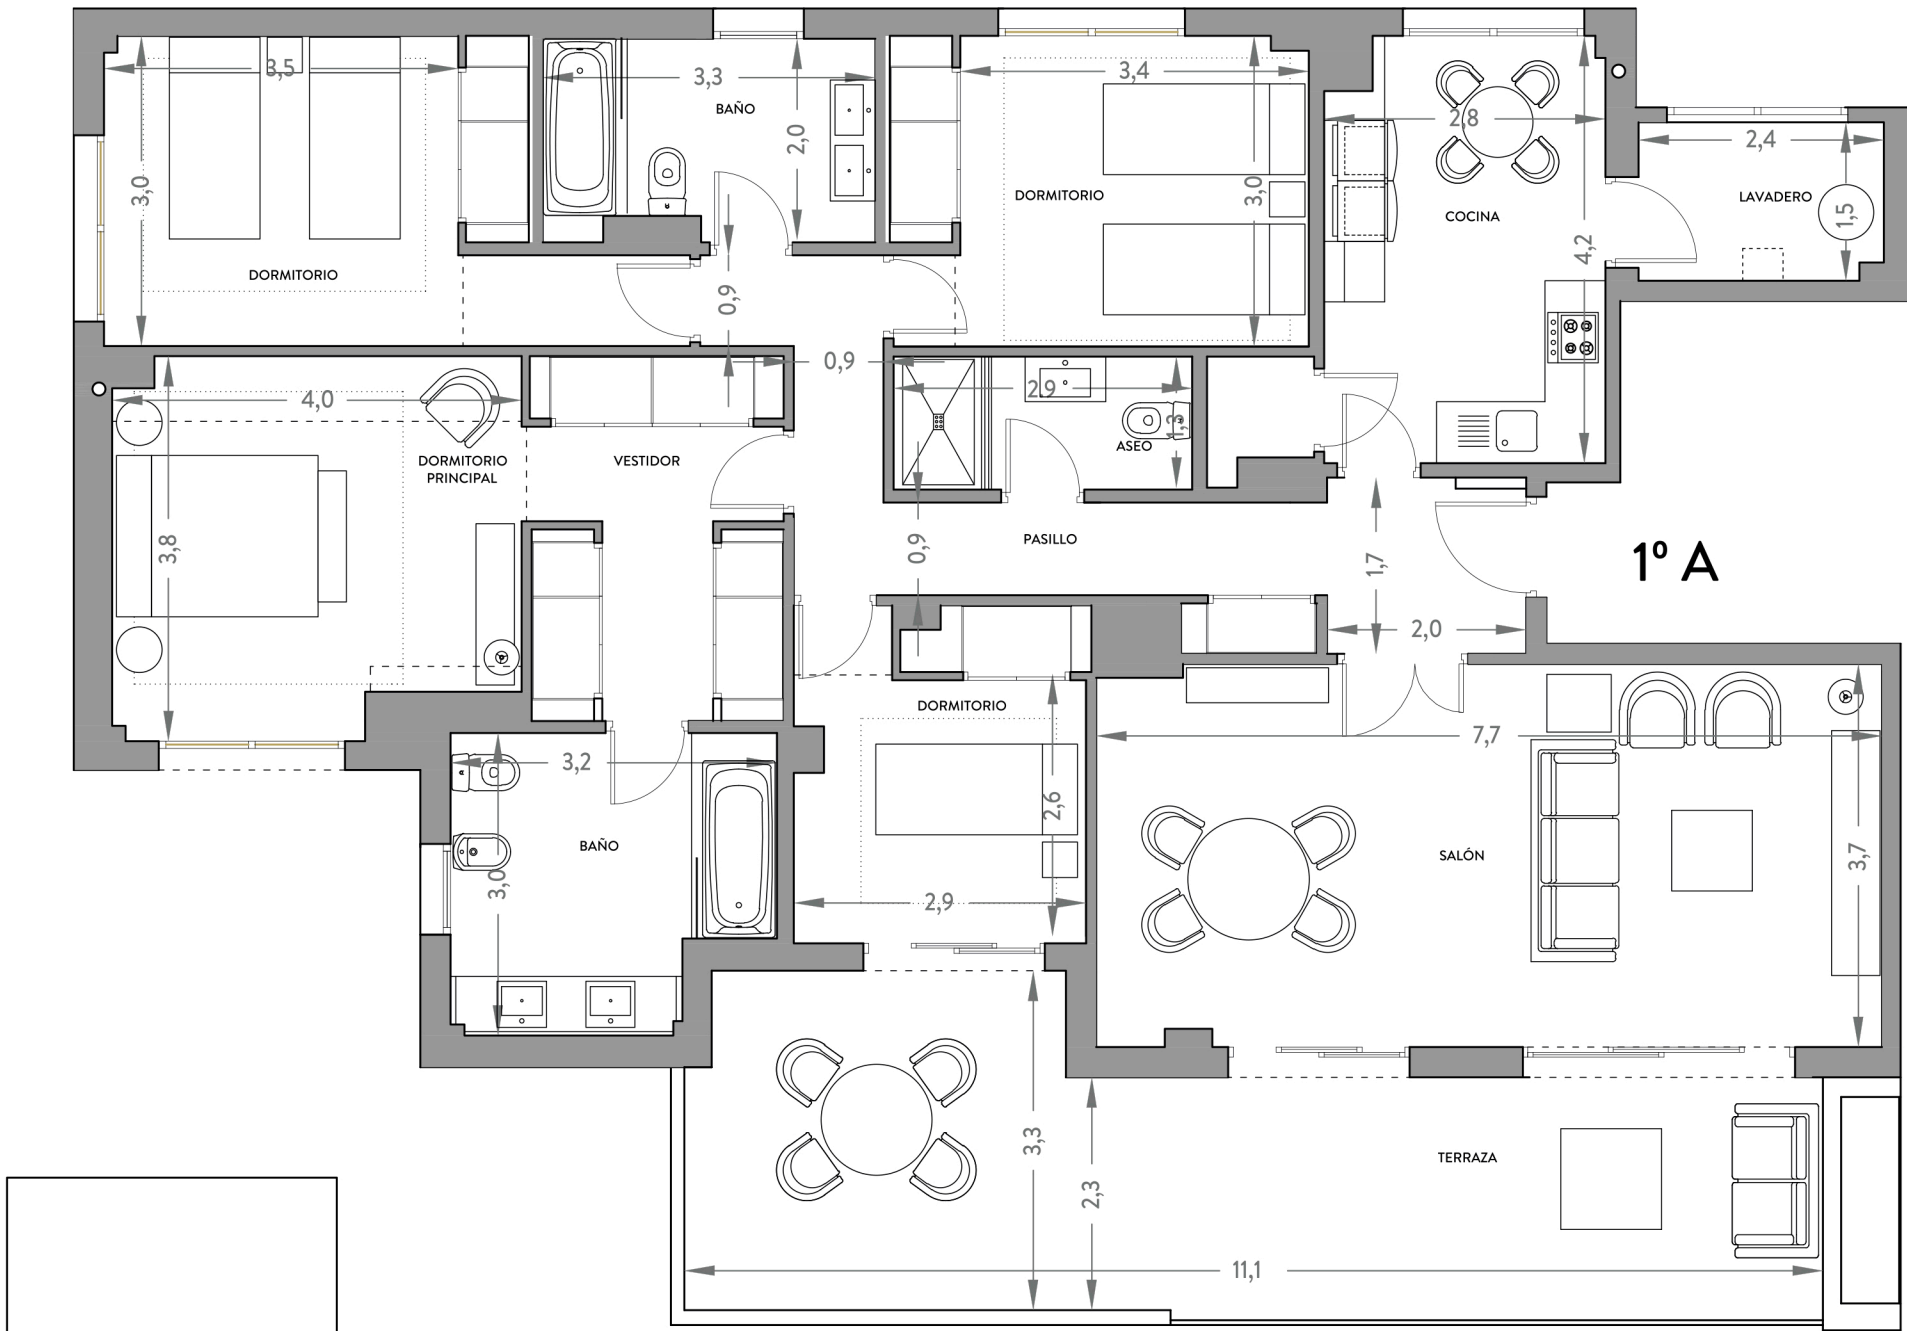 3,5
3,3
BAÑO
2,0
3,4
2,8
2,4
3,0
DORMITORIO
DORMITORIO
3,0
COCINA
4,2
LAVADERO
1,5
0,9
0,9
4,0
2,9
1,3
ASEO
DORMITORIO
PRINCIPAL
VESTIDOR
3,8
0,9
PASILLO
1,7
1º A
2,0
DORMITORIO
7,7
3,2
2,6
BAÑO
3,0
2,9
SALÓN
3,7
3,3
2,3
TERRAZA
11,1